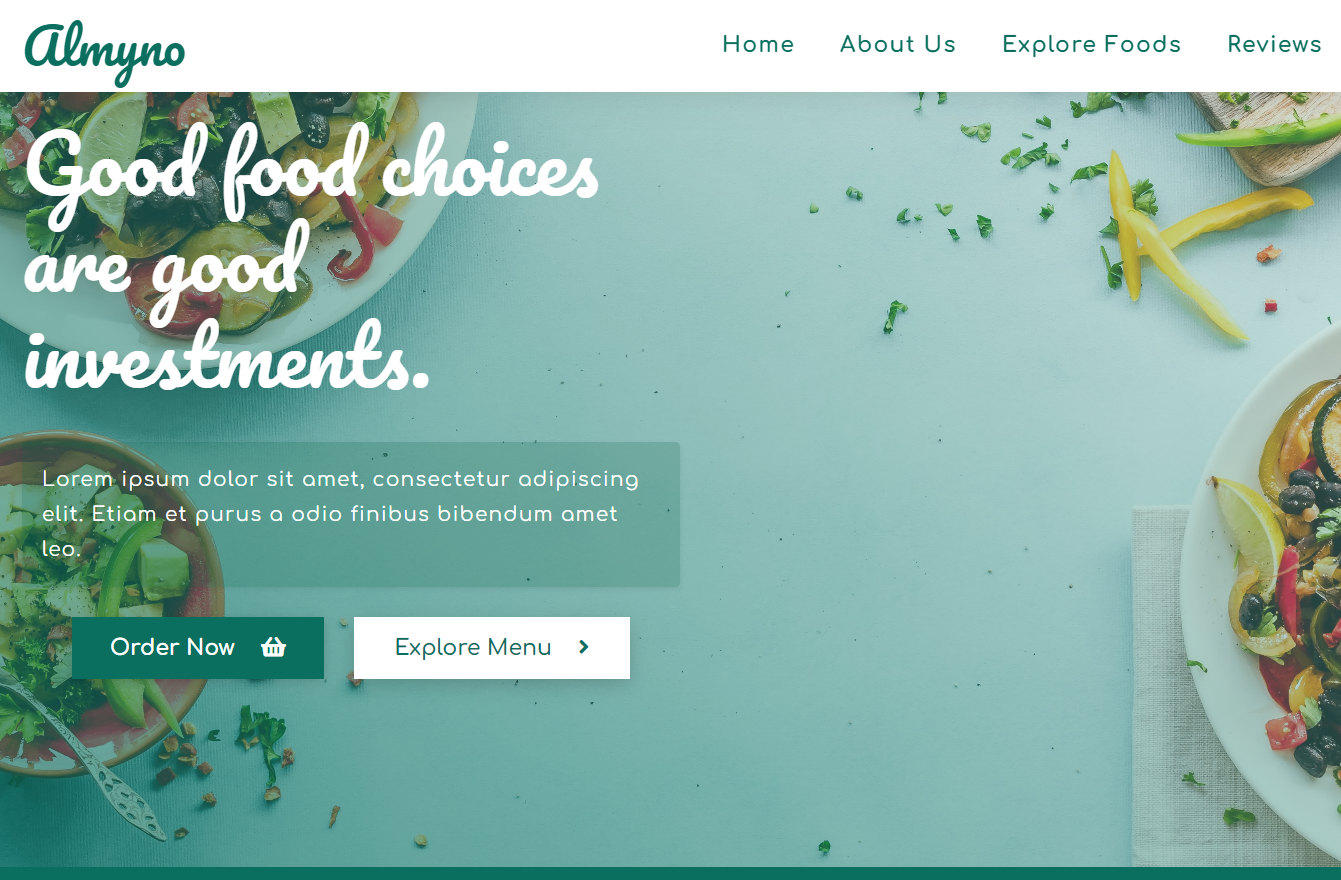 Almyno
Home
About Us
Explore Foods
Reviews
Good food choices
are good
investments.
Lorem ipsum dolor sit amet, consectetur adipiscing
elit. Etiam et purus a odio finibus bibendum amet
leo.
Order Now
Explore Menu